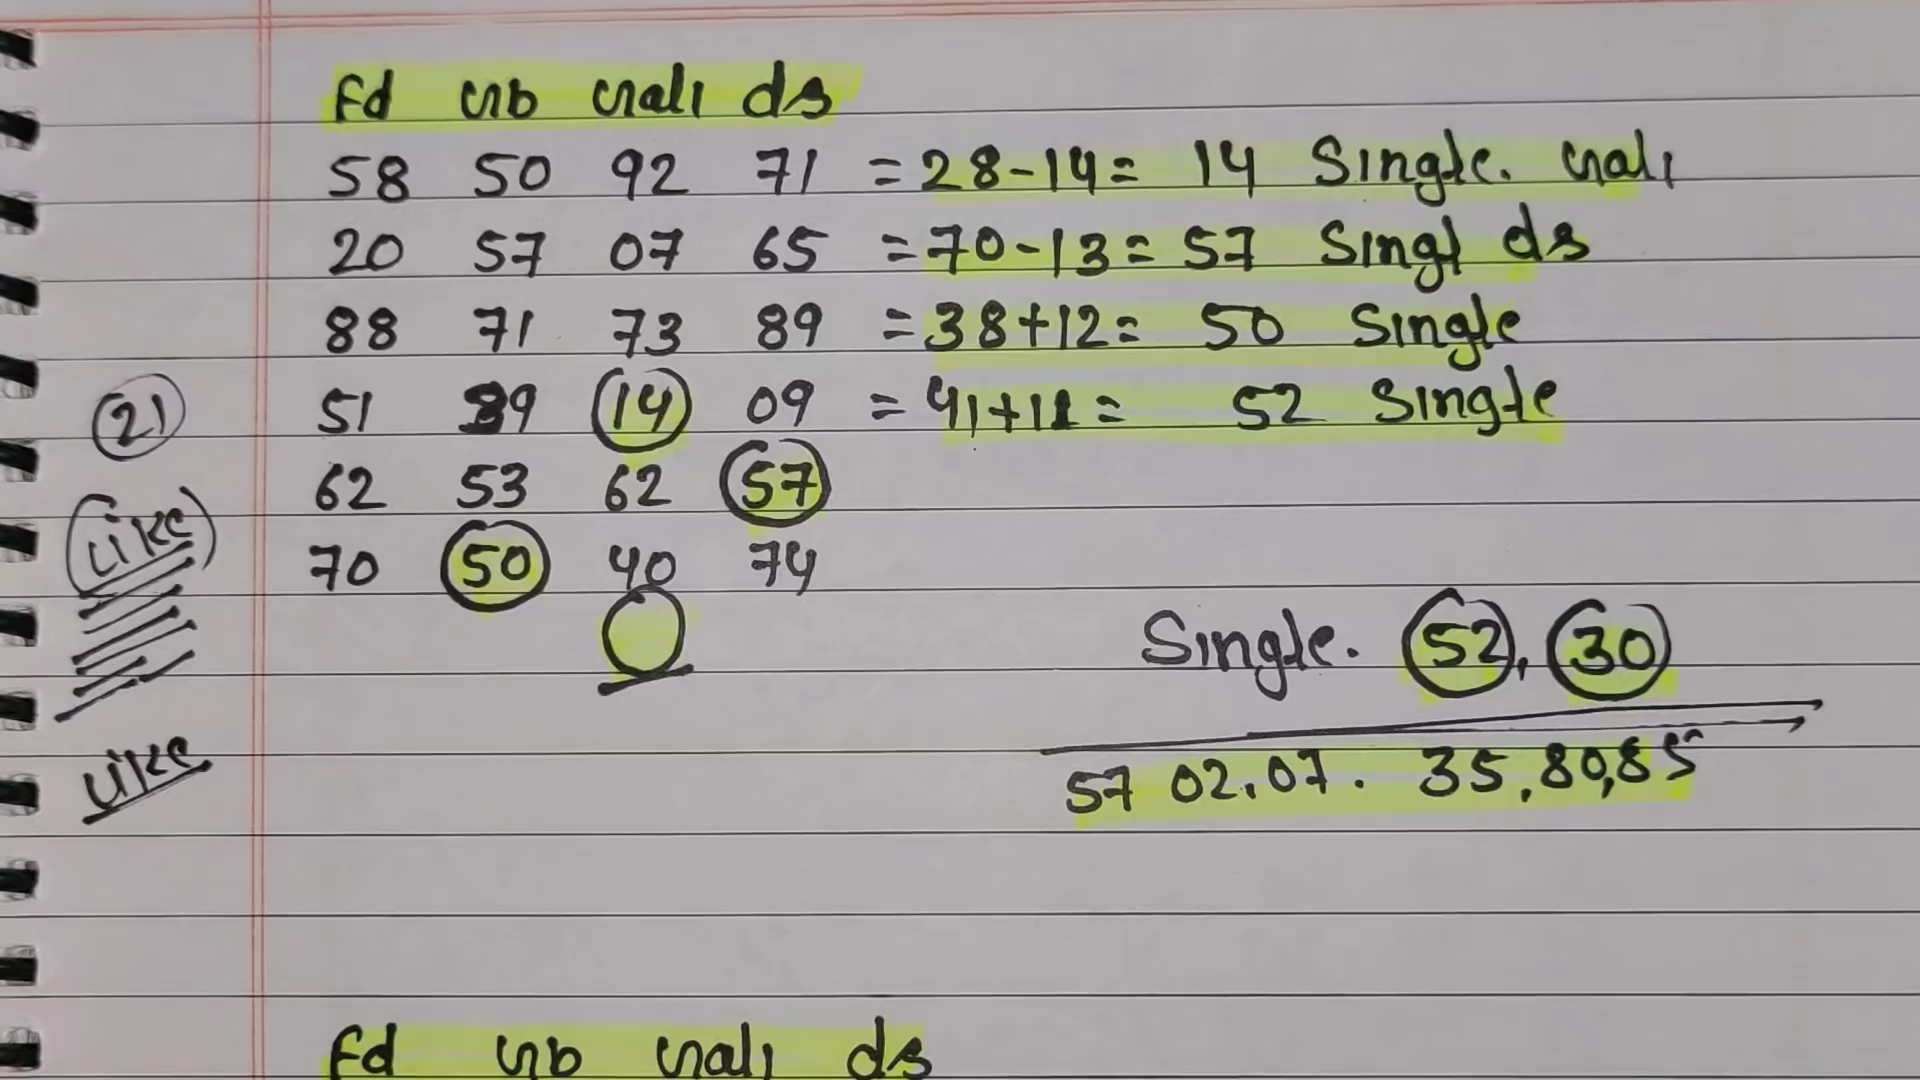 Fd Gb Gali ds
58 50 92 71 = 28-14= 14 Single. Gali
20 57 07 65 = 70-13= 57 Singl ds
88 71 73 89 = 38+12= 50 Single
21 51 39 14 09 = 41+11= 52 Single
Like 62 53 62 57
70 50 40 74
Single. 52, 30
Like 57 02.07. 35,80,85
Fd Gb Gali ds